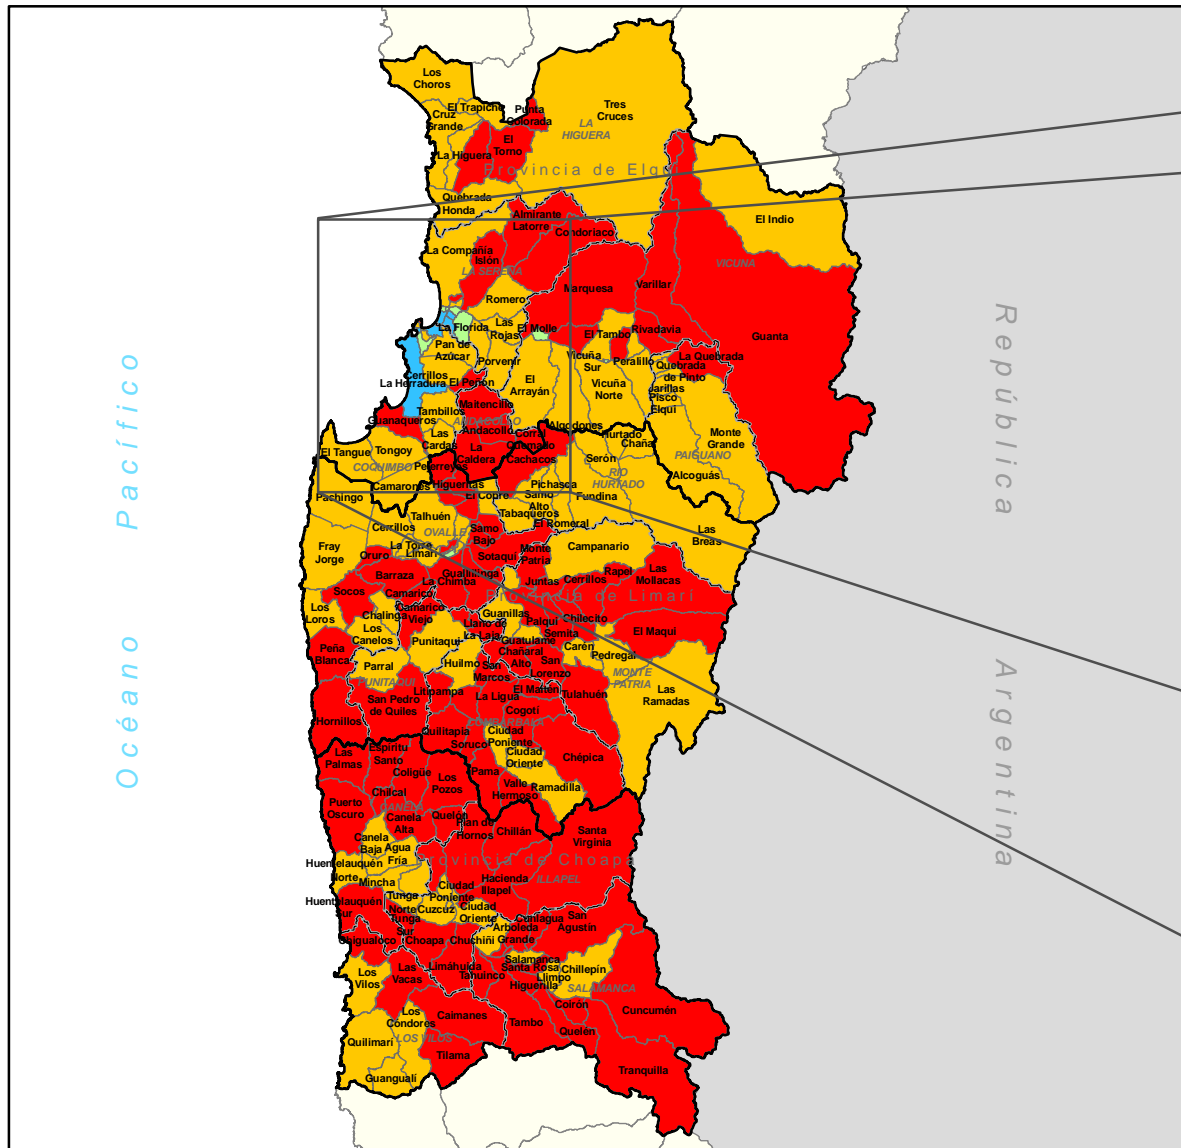 Los
Choros
El Trapiche
Punta
Colorada
Tres
Cruces
Cruz
Grande
LA
HIGUERA
El
Torno
La Higuera
Provincia de Elqui
Quebrada
Honda
Almirante
Latorre
Condoriaco
El Indio
La Compañía
Islón
LA SERENA
VICUÑA
Varillar
Marquesa
Romero
La Florida
Las
Rojas
El Molle
El Tambo
Rivadavia
Guanta
Pan de
Azúcar
Porvenir
Vicuña
Sur
Peralillo
La Quebrada
Quebrada
de Pinto
Cerrillos
La Herradura
El Peñón
El
Arrayán
Vicuña
Norte
Jarillas
Pisco
Elqui
Tambillos
Maitencillo
Guanaqueros
ANDACOLLO
Andacollo
Algodones
Las
Cardas
La
Caldera
Corral
Quemado
Hurtado
Chañar
Monte
Grande
El Tangue
Tongoy
COQUIMBO
Cachacos
Serón
PAIGUANO
Pejerreyes
RIO
HURTADO
Alcoguás
Camarones
Higueritas
Pichasca
Pachingo
El Copre
Samo
Alto
Fundina
Talhuén
Tabaqueros
Cerrillos
OVALLE
Samo
Bajo
El Romeral
Las
Breas
La Torre
Limarí
Fray
Jorge
Oruro
Sotaquí
Monte
Patria
Campanario
Barraza
La Chimba
Guallillinga
Juntas
Cerrillos
Rapel
Las
Mollacas
Socos
Camarico
Provincia de Limarí
Los
Loros
Chalinga
Camarico
Viejo
Guanillas
Llano de
La Laja
Palqui
Chilecito
Los
Canelos
Punitaqui
Semita
El Maqui
Guatulame
Peña
Blanca
Chañaral
Alto
Carén
Pedregal
Parral
Huilmo
San
Marcos
San
Lorenzo
MONTE
PATRIA
PUNITAQUI
Litipampa
El Maitén
Tulahuén
Las
Ramadas
San Pedro
de Quiles
La Ligua
Cogotí
Hornillos
COMBARBALA
Quilitapia
Ciudad
Poniente
Soruco
Las
Palmas
Espíritu
Santo
Ciudad
Oriente
Chépica
Coligüe
Los
Pozos
Pama
Valle
Hermoso
Ramadilla
Chilcal
CANELA
Puerto
Oscuro
Canela
Alta
Quelón
Plan de
Hornos
Chillán
Santa
Virginia
Canela
Baja
Agua
Fría
Provincia de Choapa
Huentelauquén
Norte
Mincha
Hacienda
Illapel
ILLAPEL
Ciudad
Poniente
Tunga
Norte
Cuzcuz
Ciudad
Oriente
Huentelauquén
Sur
Tunga
Sur
Cuñagua
San
Agustín
Arboleda
Grande
Caigualoco
Choapa
Chuchiñí
Salamanca
Los
Vilos
Las
Vacas
Limáhuida
Tahuinco
Santa Rosa
Llimpo
Chillepín
Higuerilla
SALAMANCA
Los
Cóndores
Caimanes
Coirón
Cuncumén
Tambo
Quelén
Quilimarí
LOS VILOS
Tilama
Tranquilla
Guangualí
Océano Pacífico
República Argentina